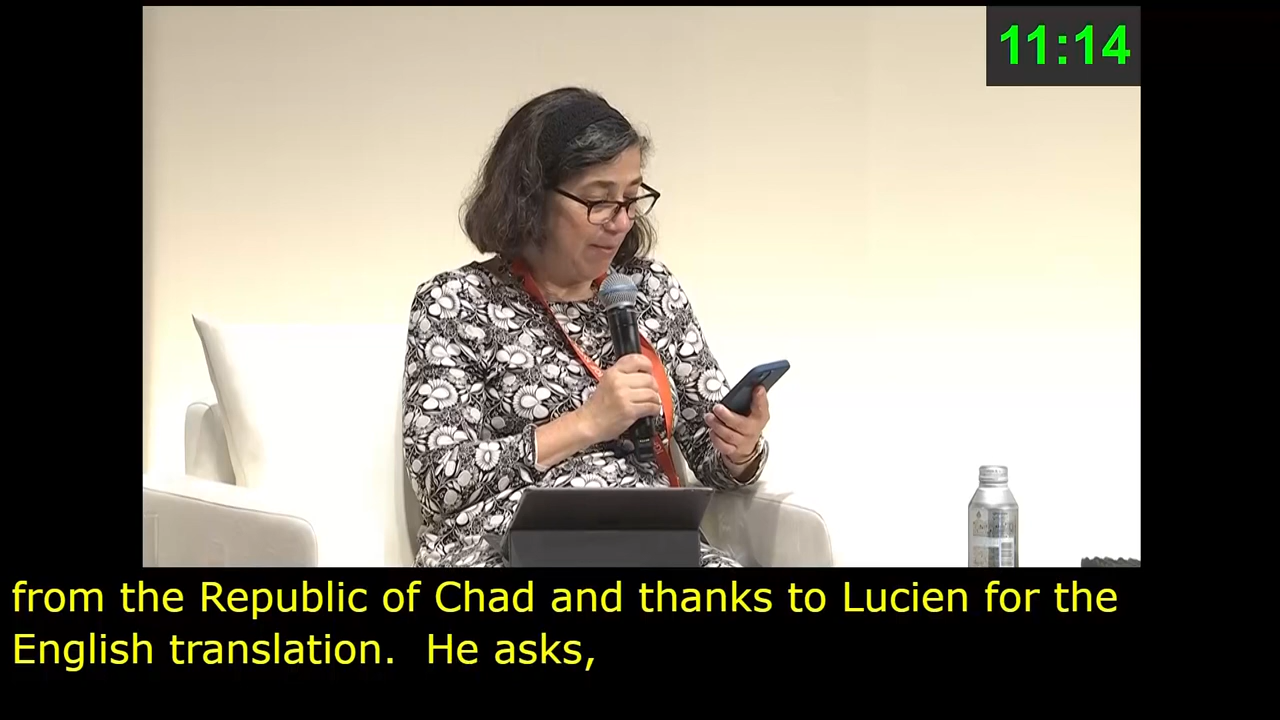 11:14
from the Republic of Chad and thanks to Lucien for the
English translation.  He asks,